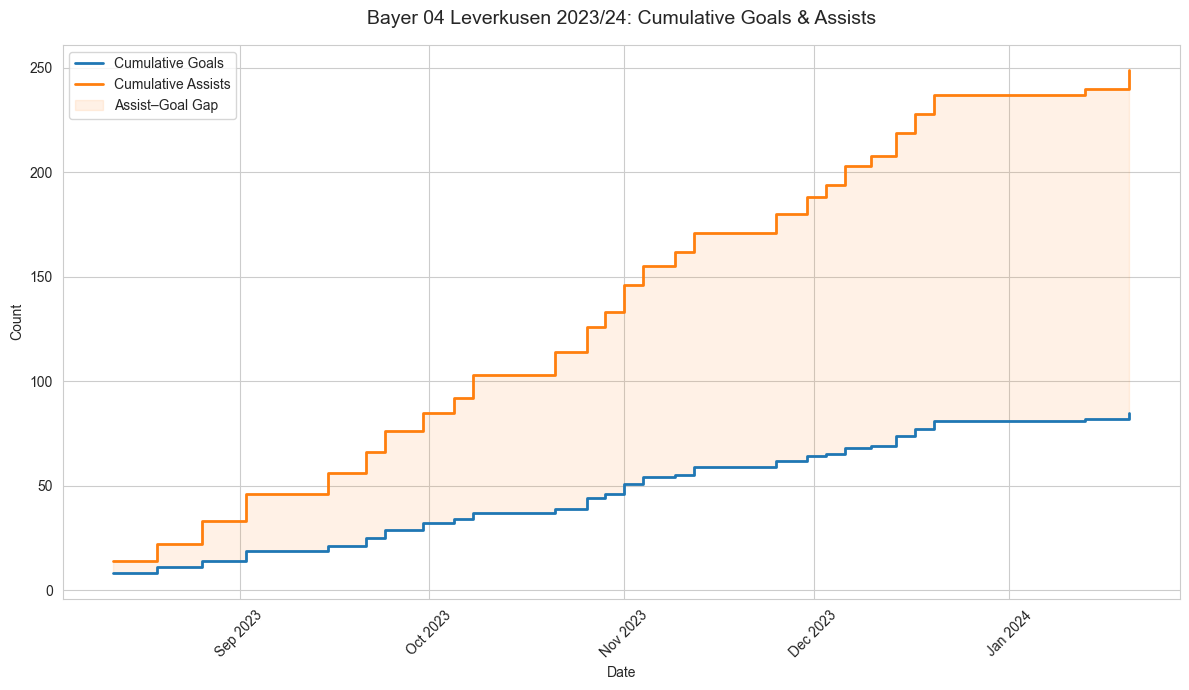 Bayer 04 Leverkusen 2023/24: Cumulative Goals & Assists
Cumulative Goals
Cumulative Assists
Assist–Goal Gap
250
200
150
100
50
0
Count
Sep 2023
Oct 2023
Nov 2023
Dec 2023
Jan 2024
Date